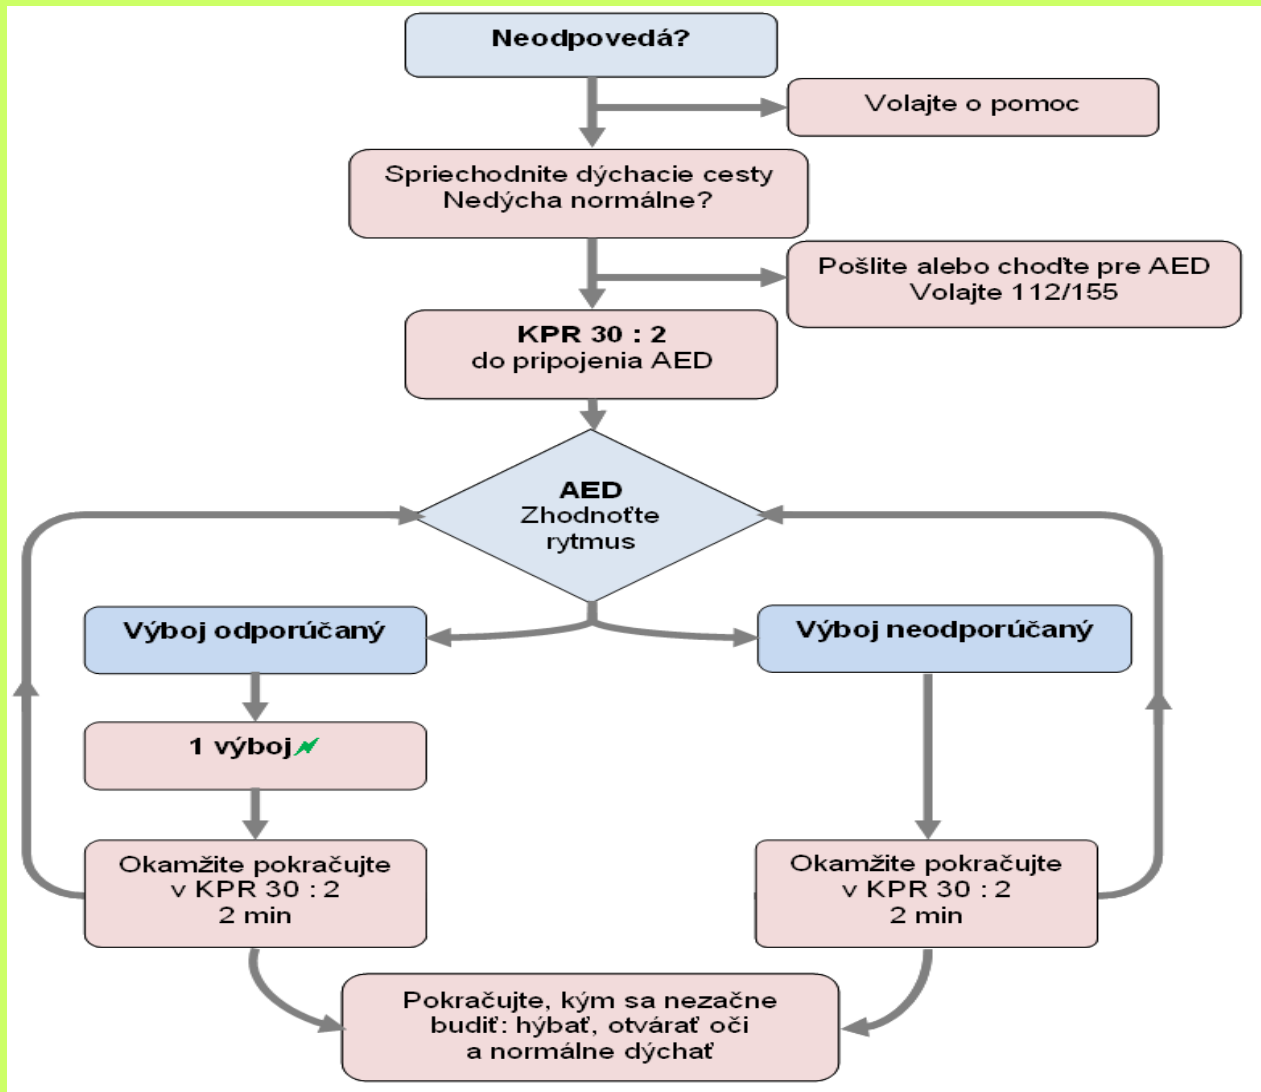 Neodpovedá?
Volajte o pomoc
Spriechodnite dýchacie cesty
Nedýcha normálne?
Pošlite alebo choďte pre AED
Volajte 112/155
KPR 30 : 2
do pripojenia AED
AED
Zhodnoťte
rytmus
Výboj odporúčaný
Výboj neodporúčaný
1 výboj
Okamžite pokračujte
v KPR 30 : 2
2 min
Okamžite pokračujte
v KPR 30 : 2
2 min
Pokračujte, kým sa nezačne
budiť: hýbať, otvárať oči
a normálne dýchať